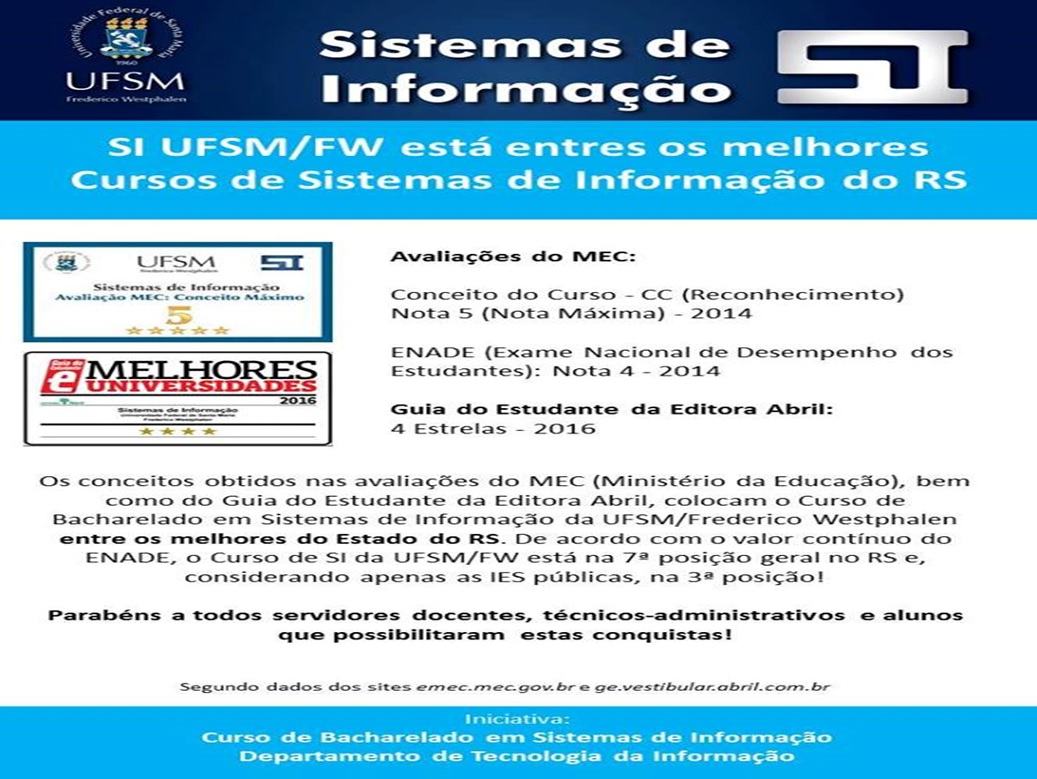 Universidade Federal de Santa Maria
1960
UFSM
Frederico Westphalen
Sistemas de
Informação
SI
SI UFSM/FW está entres os melhores
Cursos de Sistemas de Informação do RS
UFSM
Frederico Westphalen
SI
Sistemas de Informação
Avaliação MEC: Conceito Máximo
5
Guia do
e
MELHORES
UNIVERSIDADES
2016
Sistemas de Informação
Universidade Federal de Santa Maria
Frederico Westphalen
Avaliações do MEC:
Conceito do Curso - CC (Reconhecimento)
Nota 5 (Nota Máxima) - 2014
ENADE (Exame Nacional de Desempenho dos
Estudantes): Nota 4 - 2014
Guia do Estudante da Editora Abril:
4 Estrelas - 2016
Os conceitos obtidos nas avaliações do MEC (Ministério da Educação), bem
como do Guia do Estudante da Editora Abril, colocam o Curso de
Bacharelado em Sistemas de Informação da UFSM/Frederico Westphalen
entre os melhores do Estado do RS. De acordo com o valor contínuo do
ENADE, o Curso de SI da UFSM/FW está na 7ª posição geral no RS e,
considerando apenas as IES públicas, na 3ª posição!
Parabéns a todos servidores docentes, técnicos-administrativos e alunos
que possibilitaram estas conquistas!
Segundo dados dos sites emec.mec.gov.br e ge.vestibular.abril.com.br
Iniciativa:
Curso de Bacharelado em Sistemas de Informação
Departamento de Tecnologia da Informação